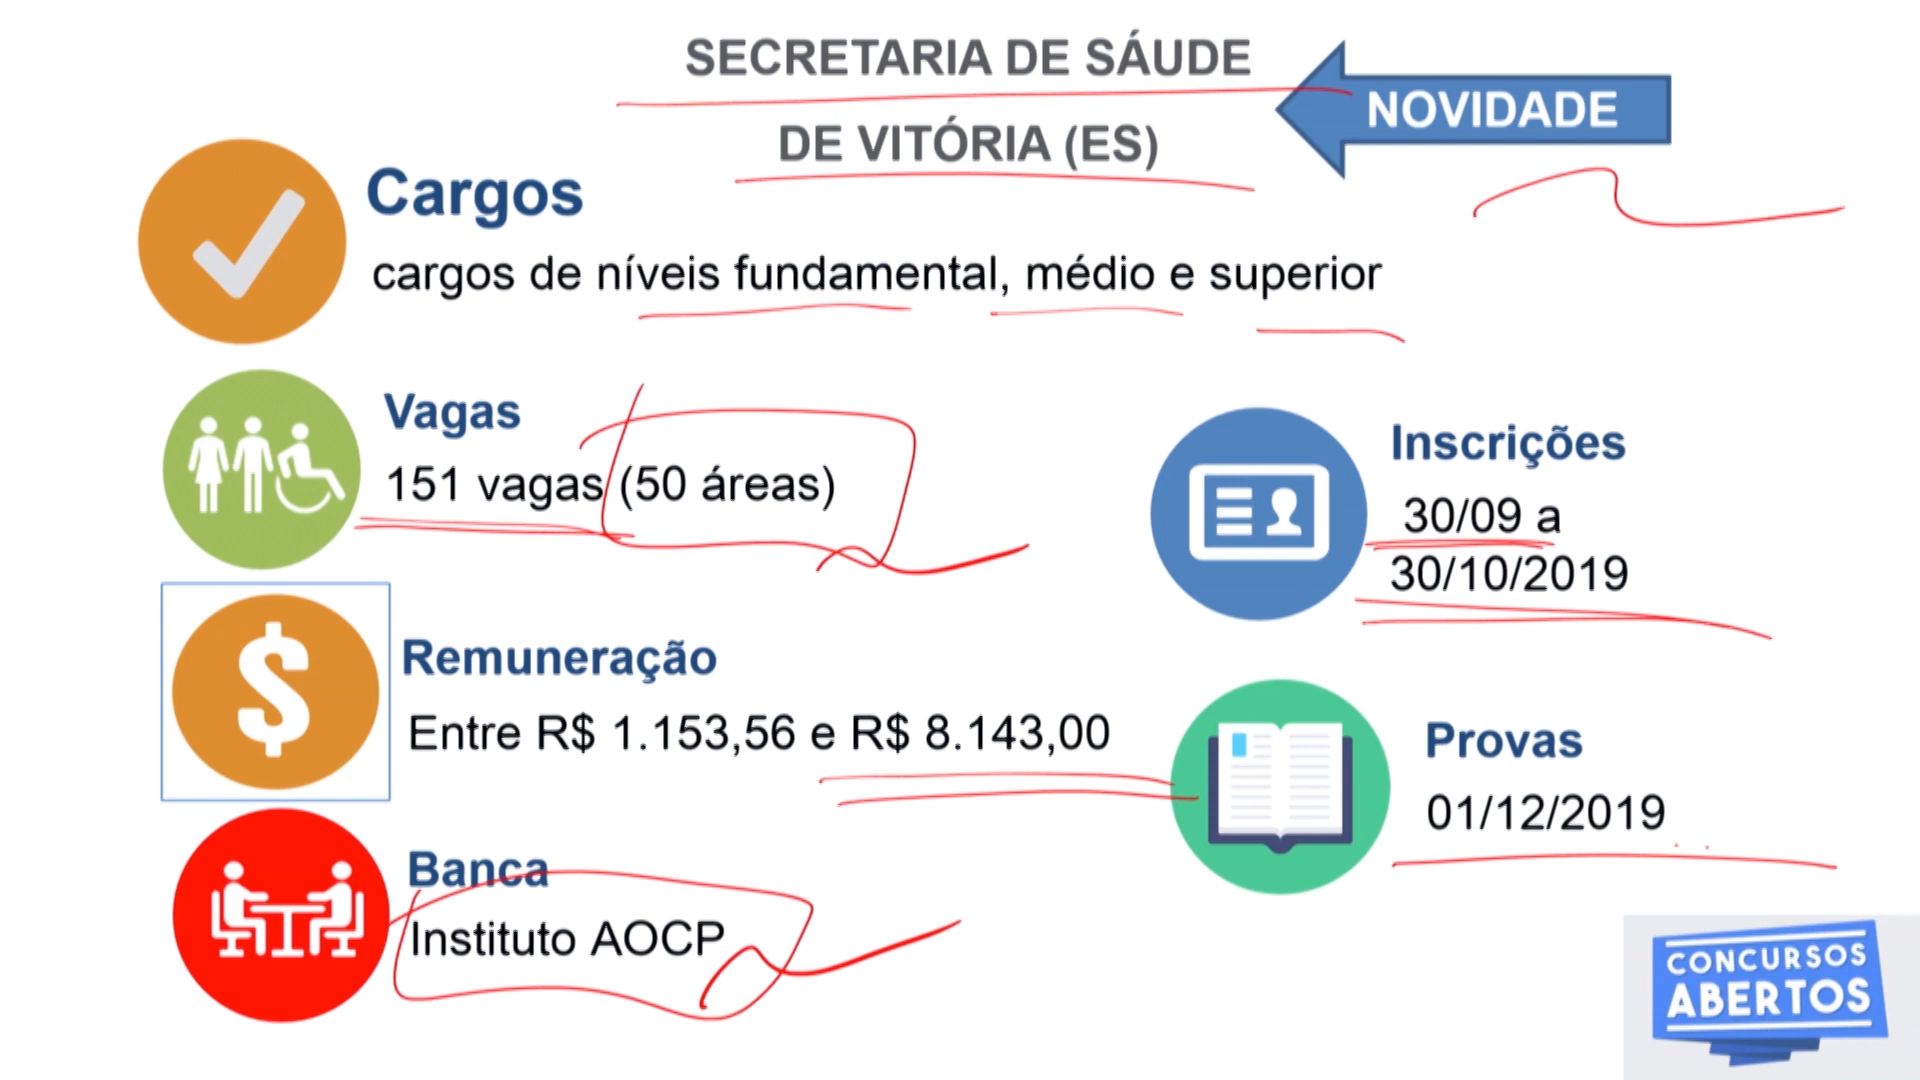 SECRETARIA DE SÁUDE
DE VITÓRIA (ES)
NOVIDADE
Cargos
cargos de níveis fundamental, médio e superior
Vagas
151 vagas (50 áreas)
Inscrições
30/09 a
30/10/2019
Remuneração
Entre R$ 1.153,56 e R$ 8.143,00
Provas
01/12/2019
Banca
Instituto AOCP
CONCURSOS
ABERTOS